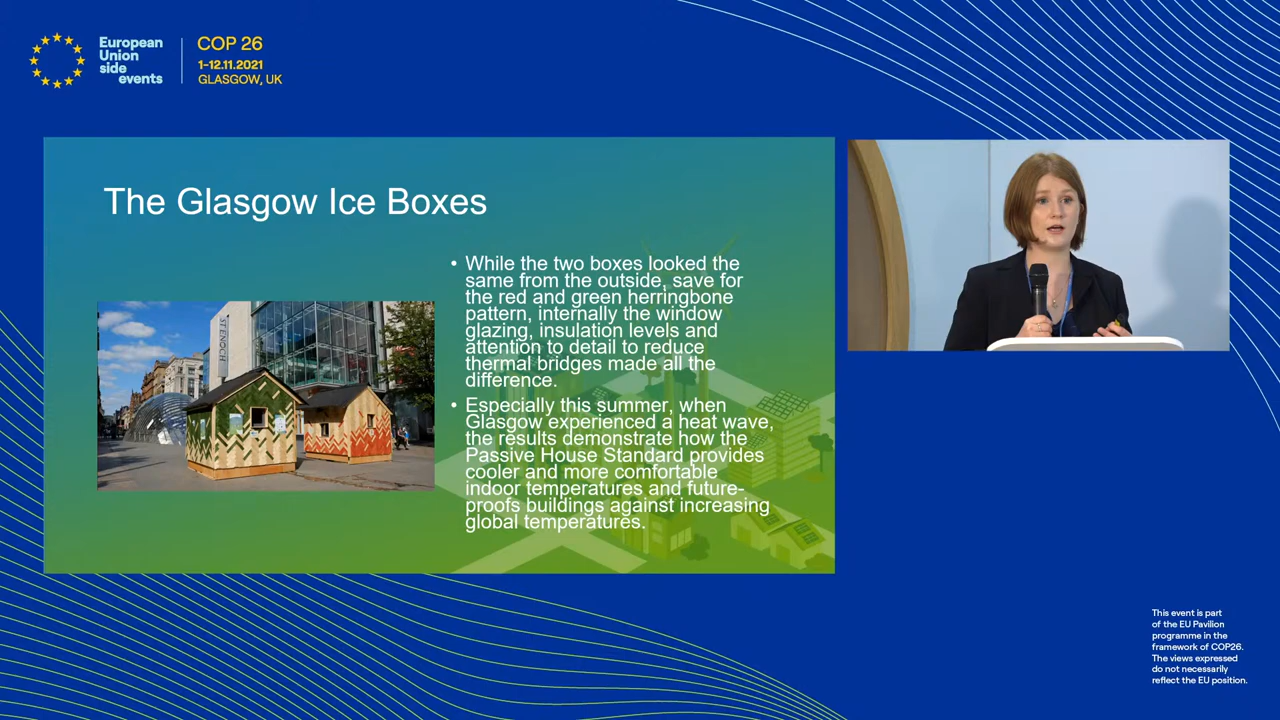 European
Union
side
events
COP 26
1-12.11.2021
GLASGOW, UK
The Glasgow Ice Boxes
• While the two boxes looked the
same from the outside, save for
the red and green herringbone
pattern, internally the window
glazing, insulation levels and
attention to detail to reduce
thermal bridges made all the
difference.
• Especially this summer, when
Glasgow experienced a heat wave,
the results demonstrate how the
Passive House Standard provides
cooler and more comfortable
indoor temperatures and future-
proofs buildings against increasing
global temperatures.
ST ENOCH
This event is part
of the EU Pavilion
programme in the
framework of COP26.
The views expressed
do not necessarily
reflect the EU position.